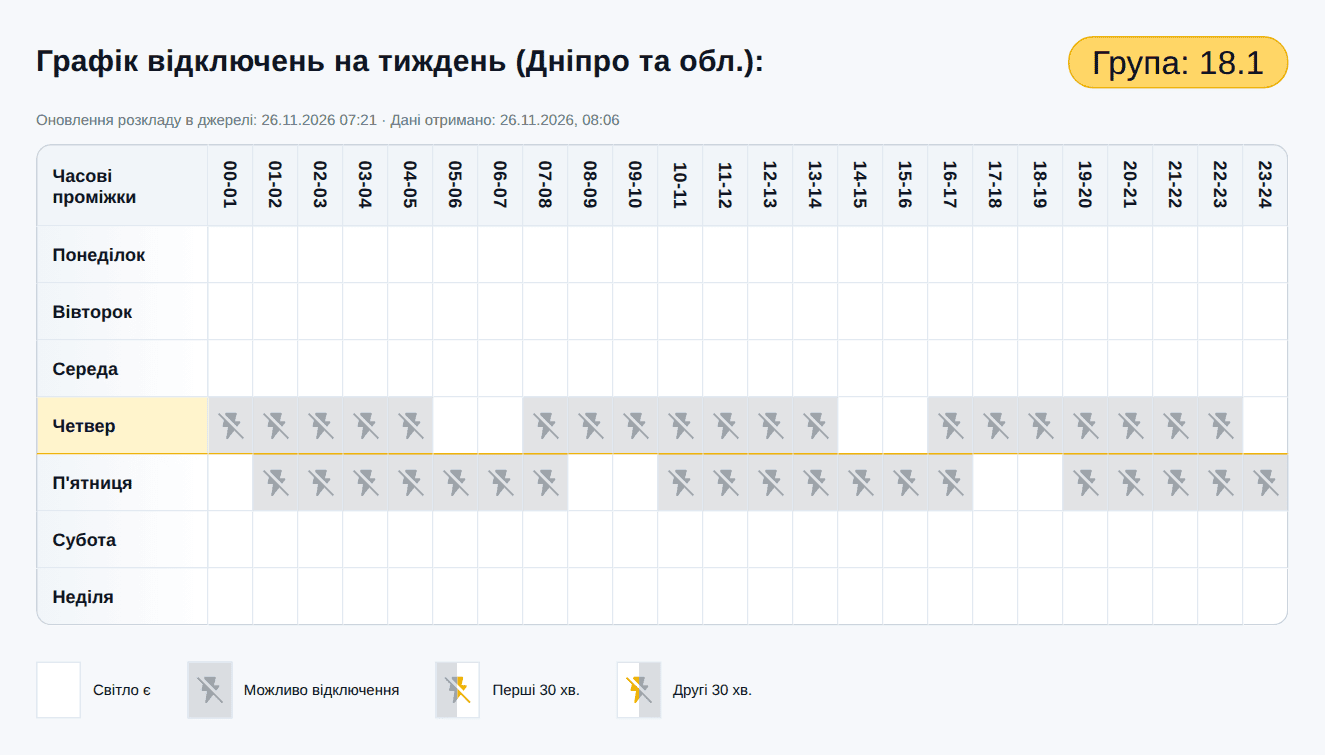 Графік відключень на тиждень (Дніпро та обл.):
Група: 18.1
Оновлення розкладу в джерелі: 26.11.2026 07:21 · Дані отримано: 26.11.2026, 08:06
Часові
проміжки
00-01
01-02
02-03
03-04
04-05
05-06
06-07
07-08
08-09
09-10
10-11
11-12
12-13
13-14
14-15
15-16
16-17
17-18
18-19
19-20
20-21
21-22
22-23
23-24
Понеділок
Вівторок
Середа
Четвер
П'ятниця
Субота
Неділя
Світло є
Можливо відключення
Перші 30 хв.
Другі 30 хв.